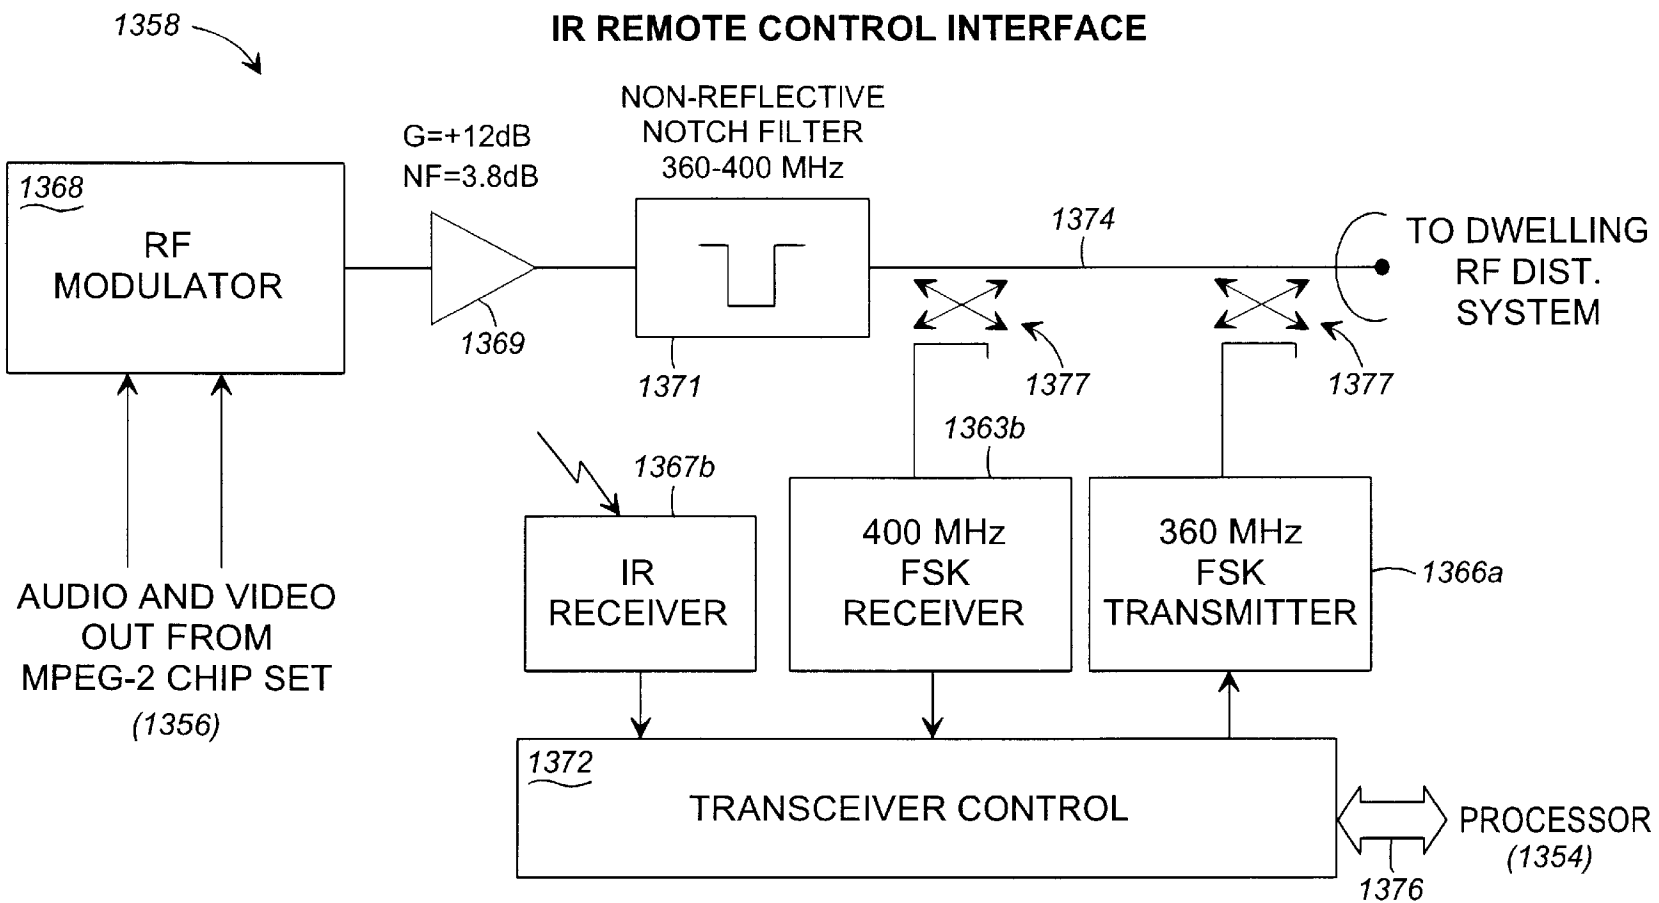 1358
IR REMOTE CONTROL INTERFACE
G=+12dB
NF=3.8dB
NON-REFLECTIVE
NOTCH FILTER
360-400 MHz
1368
RF
MODULATOR
1369
1371
1374
TO DWELLING
RF DIST.
SYSTEM
1377
1377
1367b
1363b
IR
RECEIVER
400 MHz
FSK
RECEIVER
360 MHz
FSK
TRANSMITTER
1366a
AUDIO AND VIDEO
OUT FROM
MPEG-2 CHIP SET
(1356)
1372
TRANSCEIVER CONTROL
PROCESSOR
(1354)
1376